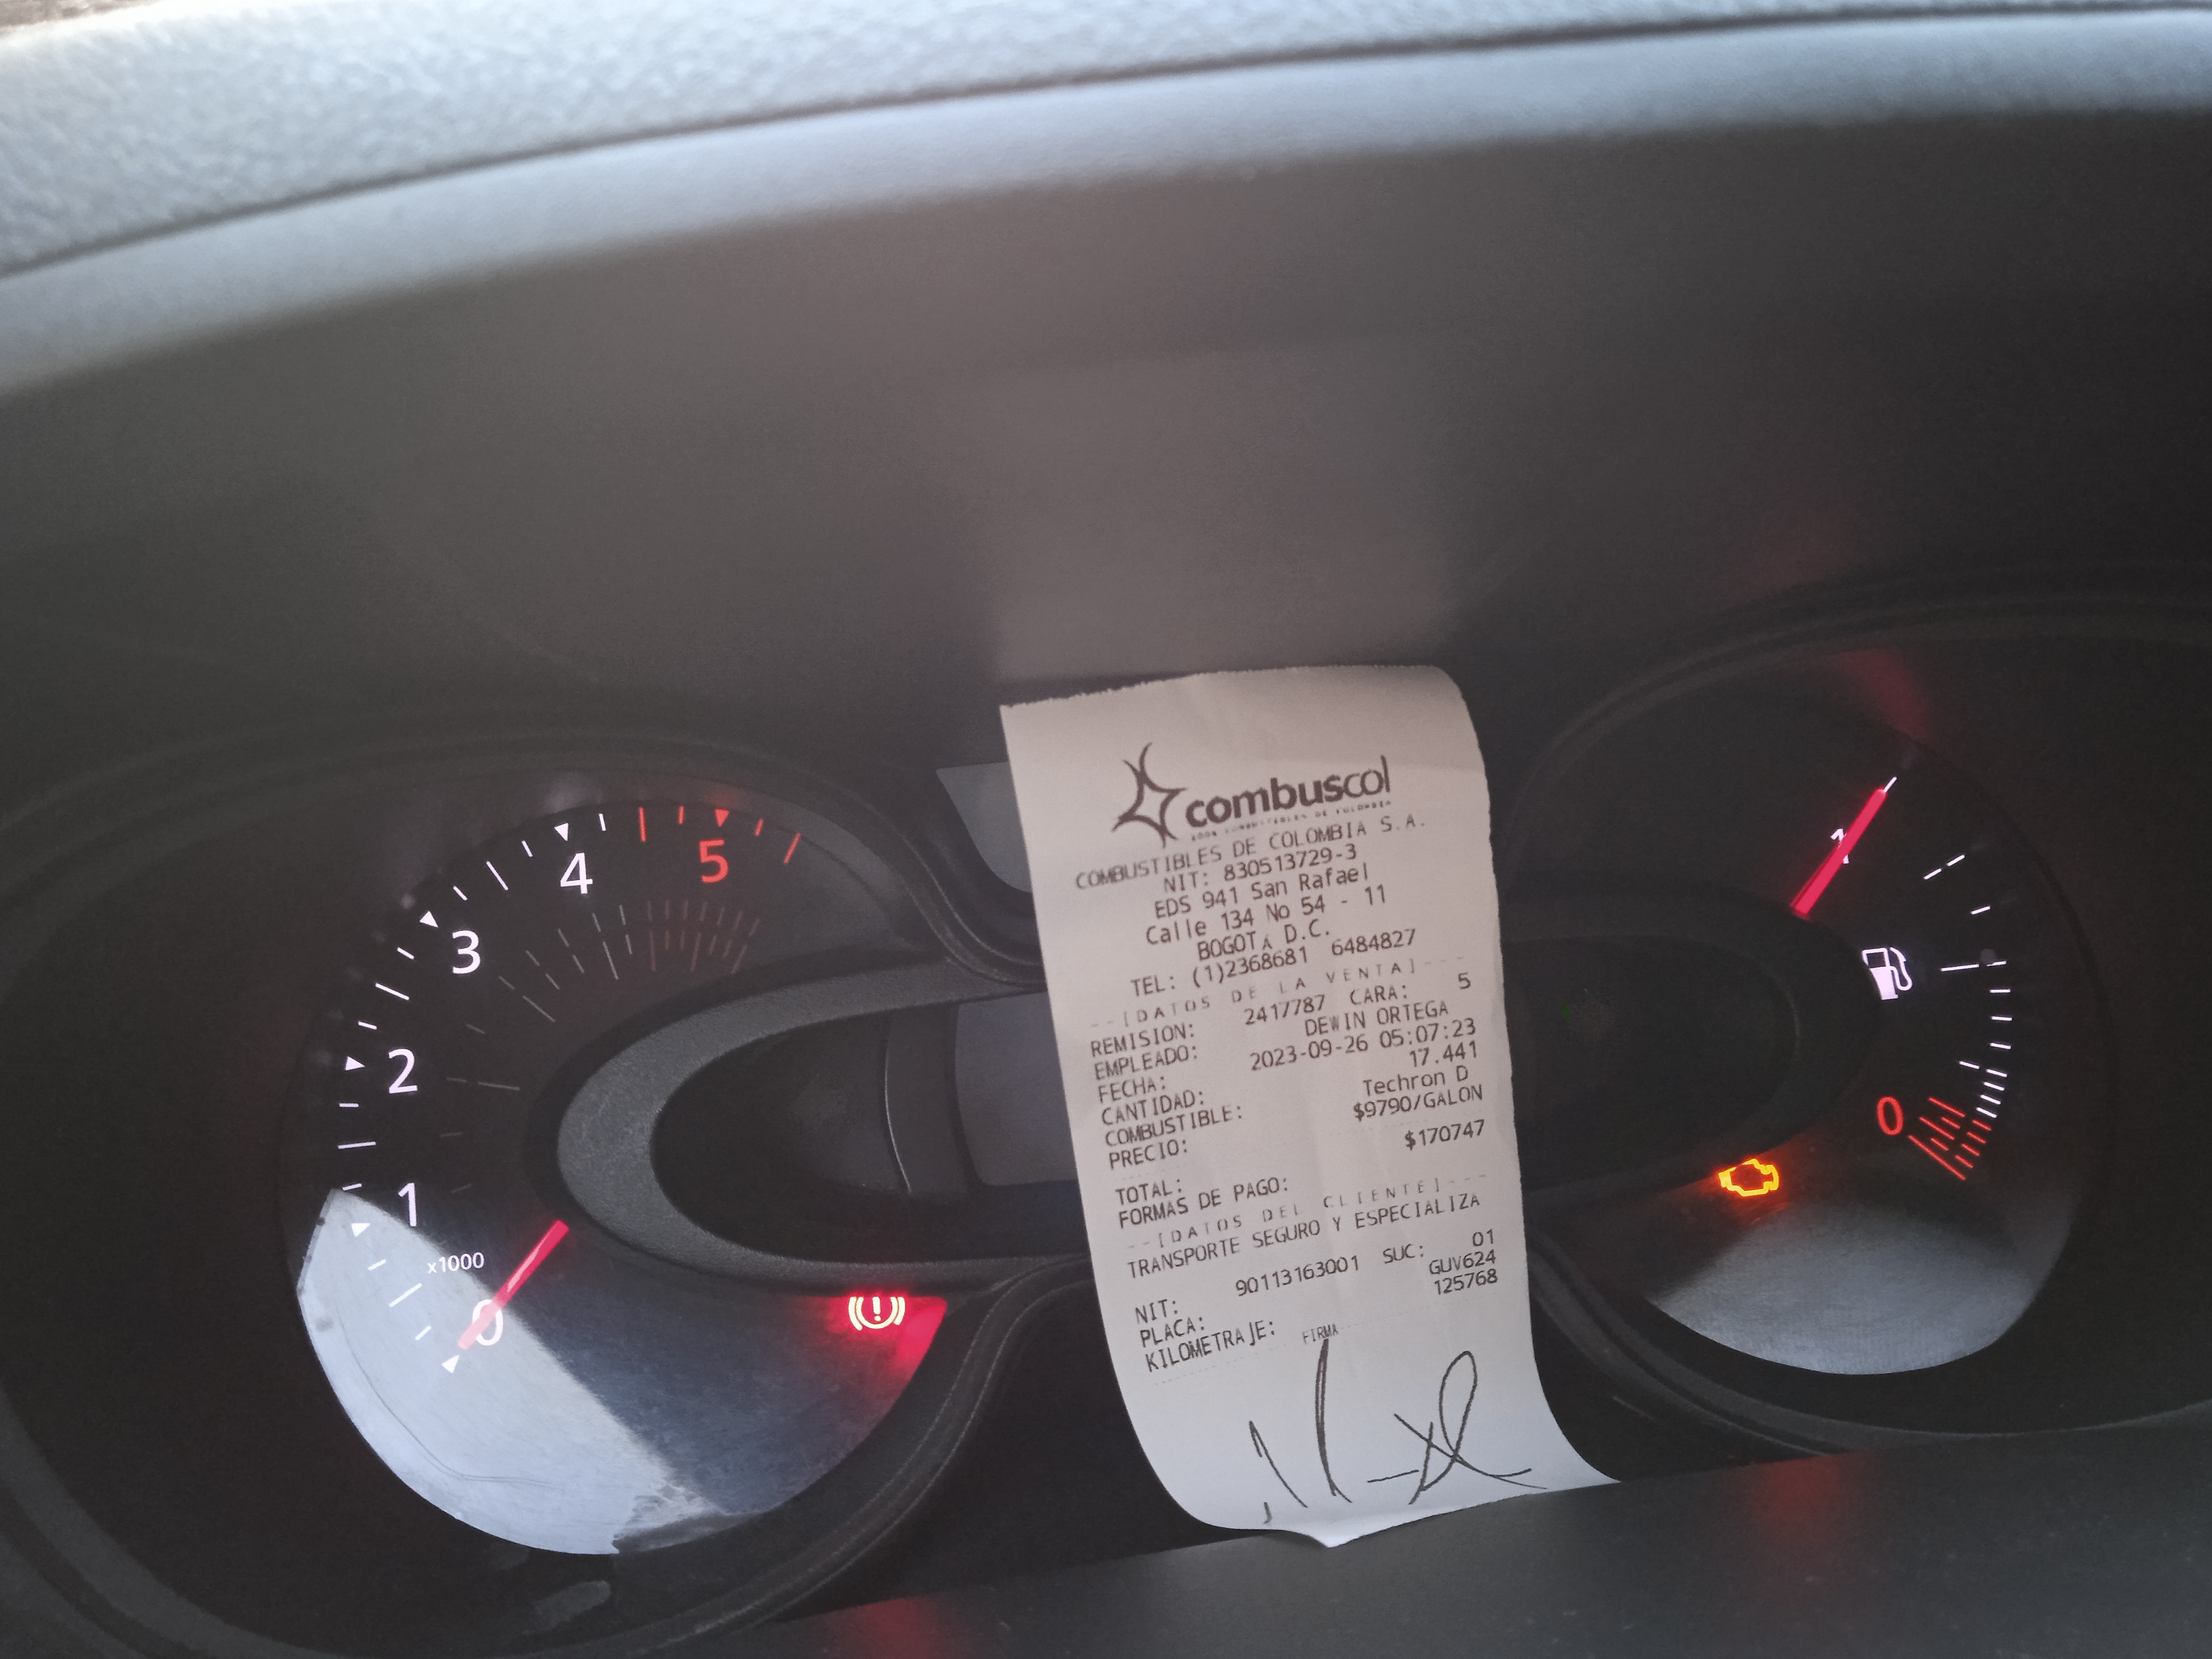 combuscol
COMBUSTIBLES DE COLOMBIA S.A.
NIT: 830513729-3
EDS 941 San Rafael
Calle 134 No 54 - 11
BOGOTÁ D.C.
TEL: (1)2368681 6484827
--[DATOS DE LA VENTA]---
REMISION: 2417787 CARA: 5
EMPLEADO: DEWIN ORTEGA
FECHA: 2023-09-26 05:07:23
CANTIDAD: 17.441
COMBUSTIBLE: Techron D
PRECIO: $9790/GALON
TOTAL: $170747
FORMAS DE PAGO:
--[DATOS DEL CLIENTE]---
TRANSPORTE SEGURO Y ESPECIALIZA
NIT: 90113163001 SUC: 01
PLACA: GUV624
KILOMETRAJE: 125768
FIRMA
5
4
3
2
1
x1000
0
1
0